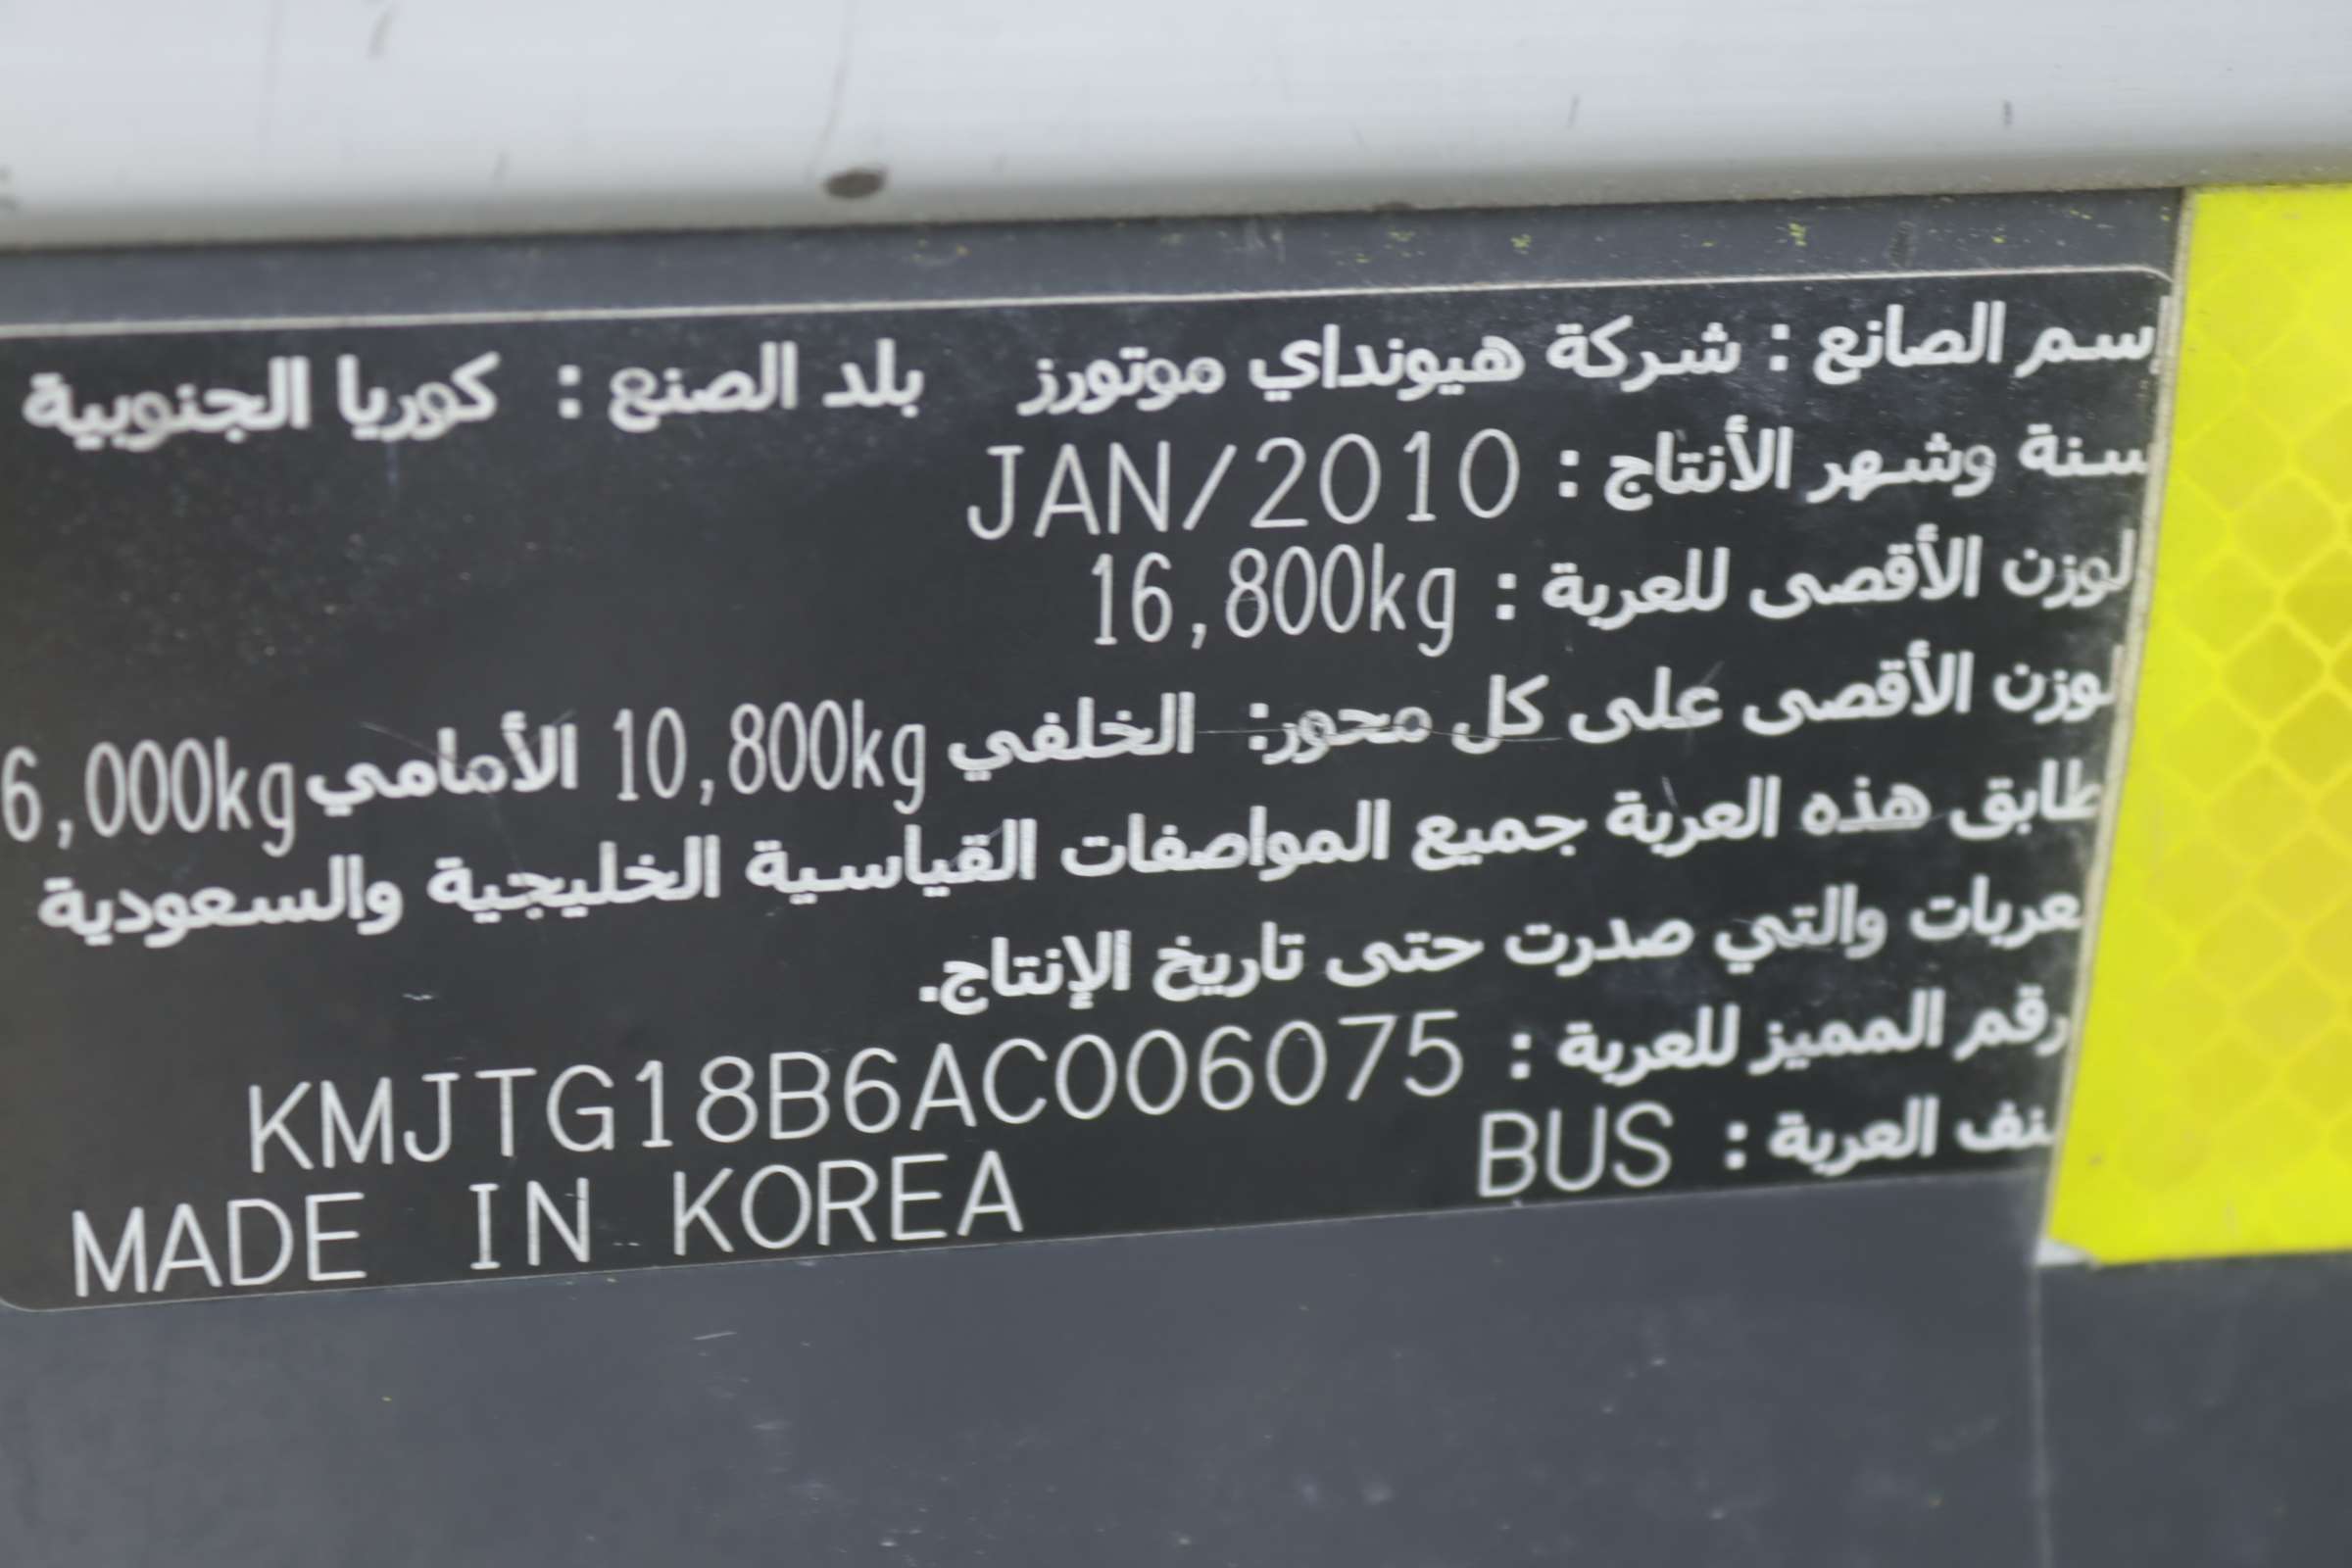 إسم الصانع : شركة هيونداي موتورز بلد الصنع : كوريا الجنوبية
سنة وشهر الأنتاج : JAN/2010
لوزن الأقصى للعربة : 16,800kg
لوزن الأقصى على كل محور: الخلفي 10,800kg الأمامي 6,000kg
طابق هذه العربة جميع المواصفات القياسية الخليجية والسعودية
عربات والتي صدرت حتى تاريخ الإنتاج.
رقم المميز للعربة : KMJTG18B6AC006075
نف العربة : BUS
MADE IN KOREA